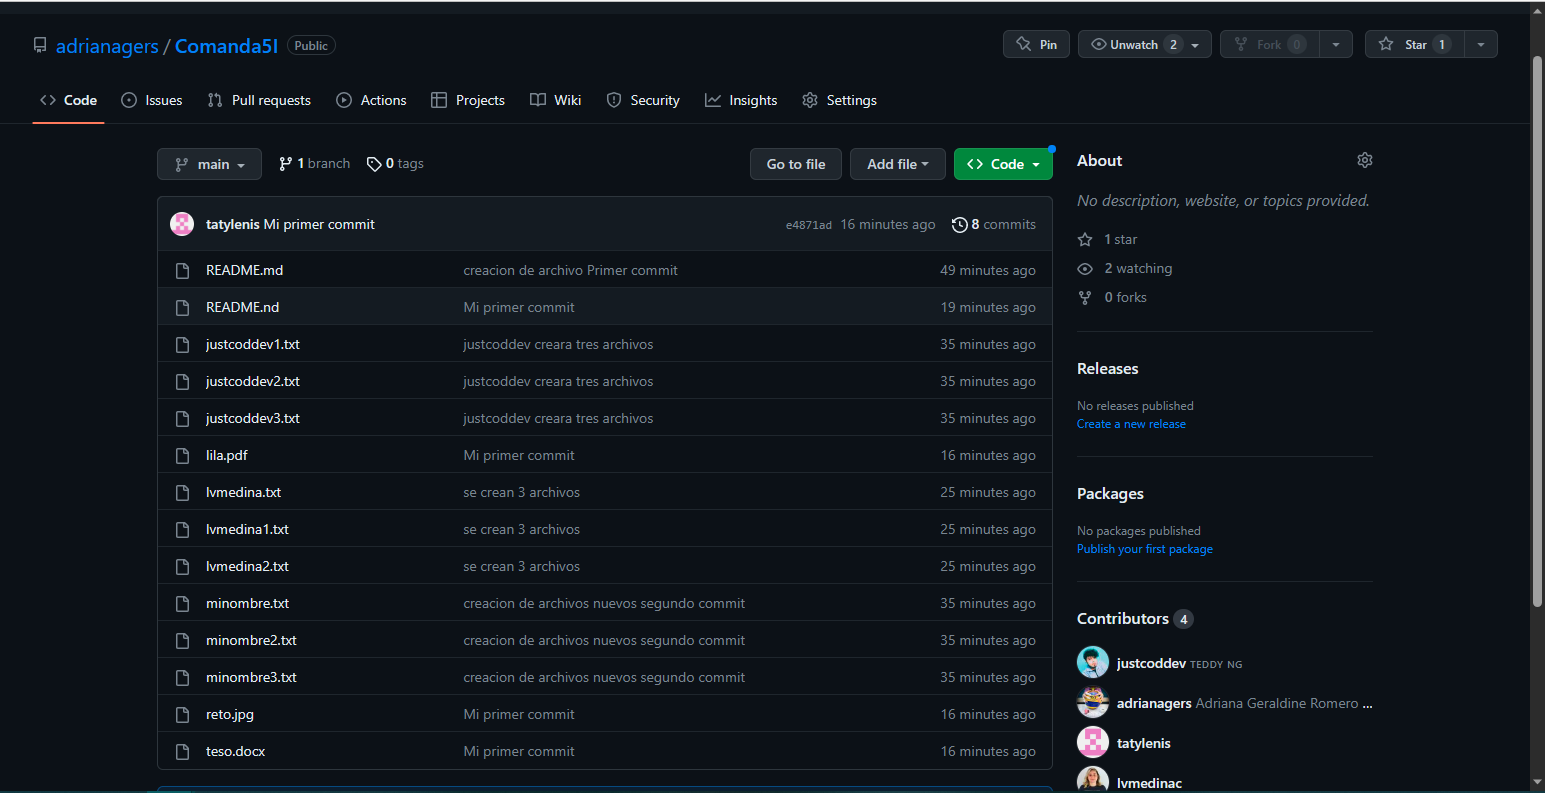 adrianagers / Comanda5I Public
Pin Unwatch 2 Fork 0 Star 1
Code Issues Pull requests Actions Projects Wiki Security Insights Settings
main 1 branch 0 tags Go to file Add file Code
tatylenis Mi primer commit e4871ad 16 minutes ago 8 commits
README.md creacion de archivo Primer commit 49 minutes ago
README.nd Mi primer commit 19 minutes ago
justcoddev1.txt justcoddev creara tres archivos 35 minutes ago
justcoddev2.txt justcoddev creara tres archivos 35 minutes ago
justcoddev3.txt justcoddev creara tres archivos 35 minutes ago
lila.pdf Mi primer commit 16 minutes ago
lvmedina.txt se crean 3 archivos 25 minutes ago
lvmedina1.txt se crean 3 archivos 25 minutes ago
lvmedina2.txt se crean 3 archivos 25 minutes ago
minombre.txt creacion de archivos nuevos segundo commit 35 minutes ago
minombre2.txt creacion de archivos nuevos segundo commit 35 minutes ago
minombre3.txt creacion de archivos nuevos segundo commit 35 minutes ago
reto.jpg Mi primer commit 16 minutes ago
teso.docx Mi primer commit 16 minutes ago
About
No description, website, or topics provided.
1 star
2 watching
0 forks
Releases
No releases published
Create a new release
Packages
No packages published
Publish your first package
Contributors 4
justcoddev TEDDY NG
adrianagers Adriana Geraldine Romero ...
tatylenis
lvmedinac